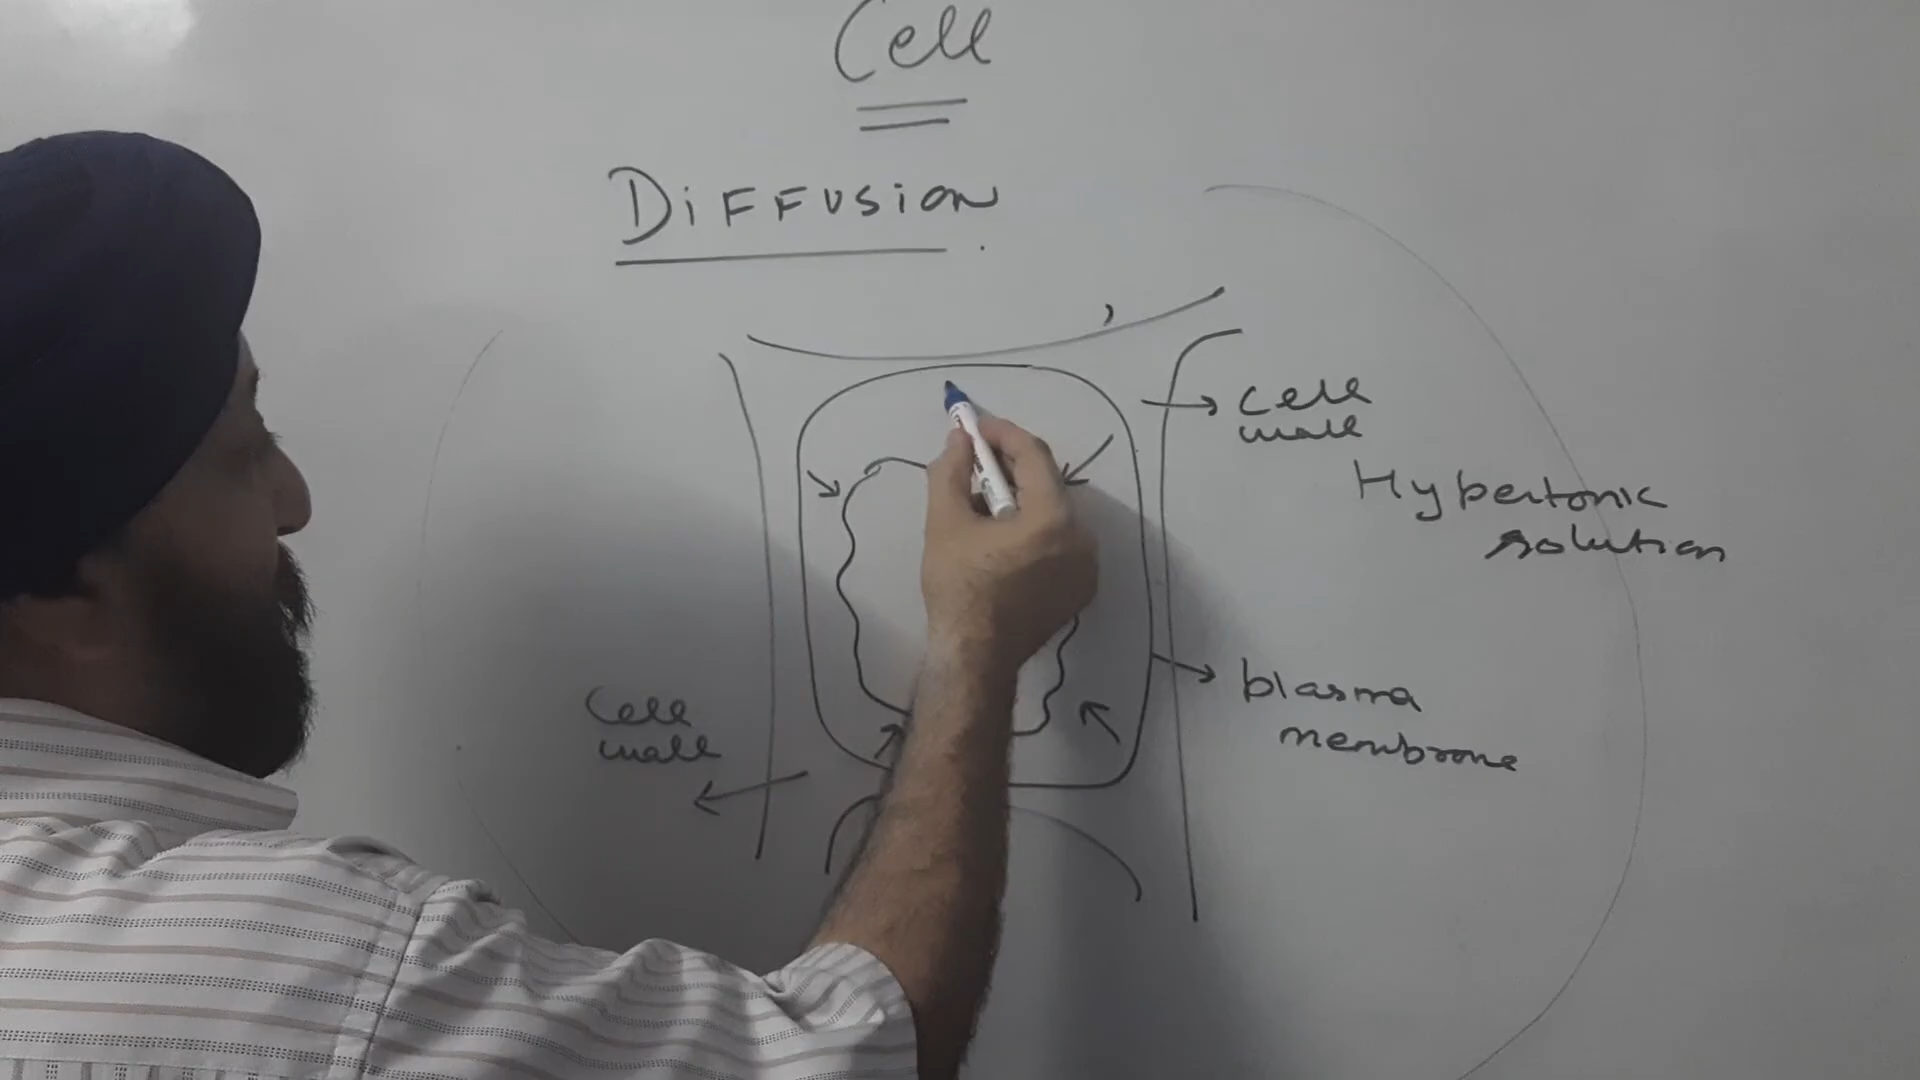 Cell
DiFFUSiON
Cell
wall
Hypertonic
solution
Cell
wall
plasma
membrane